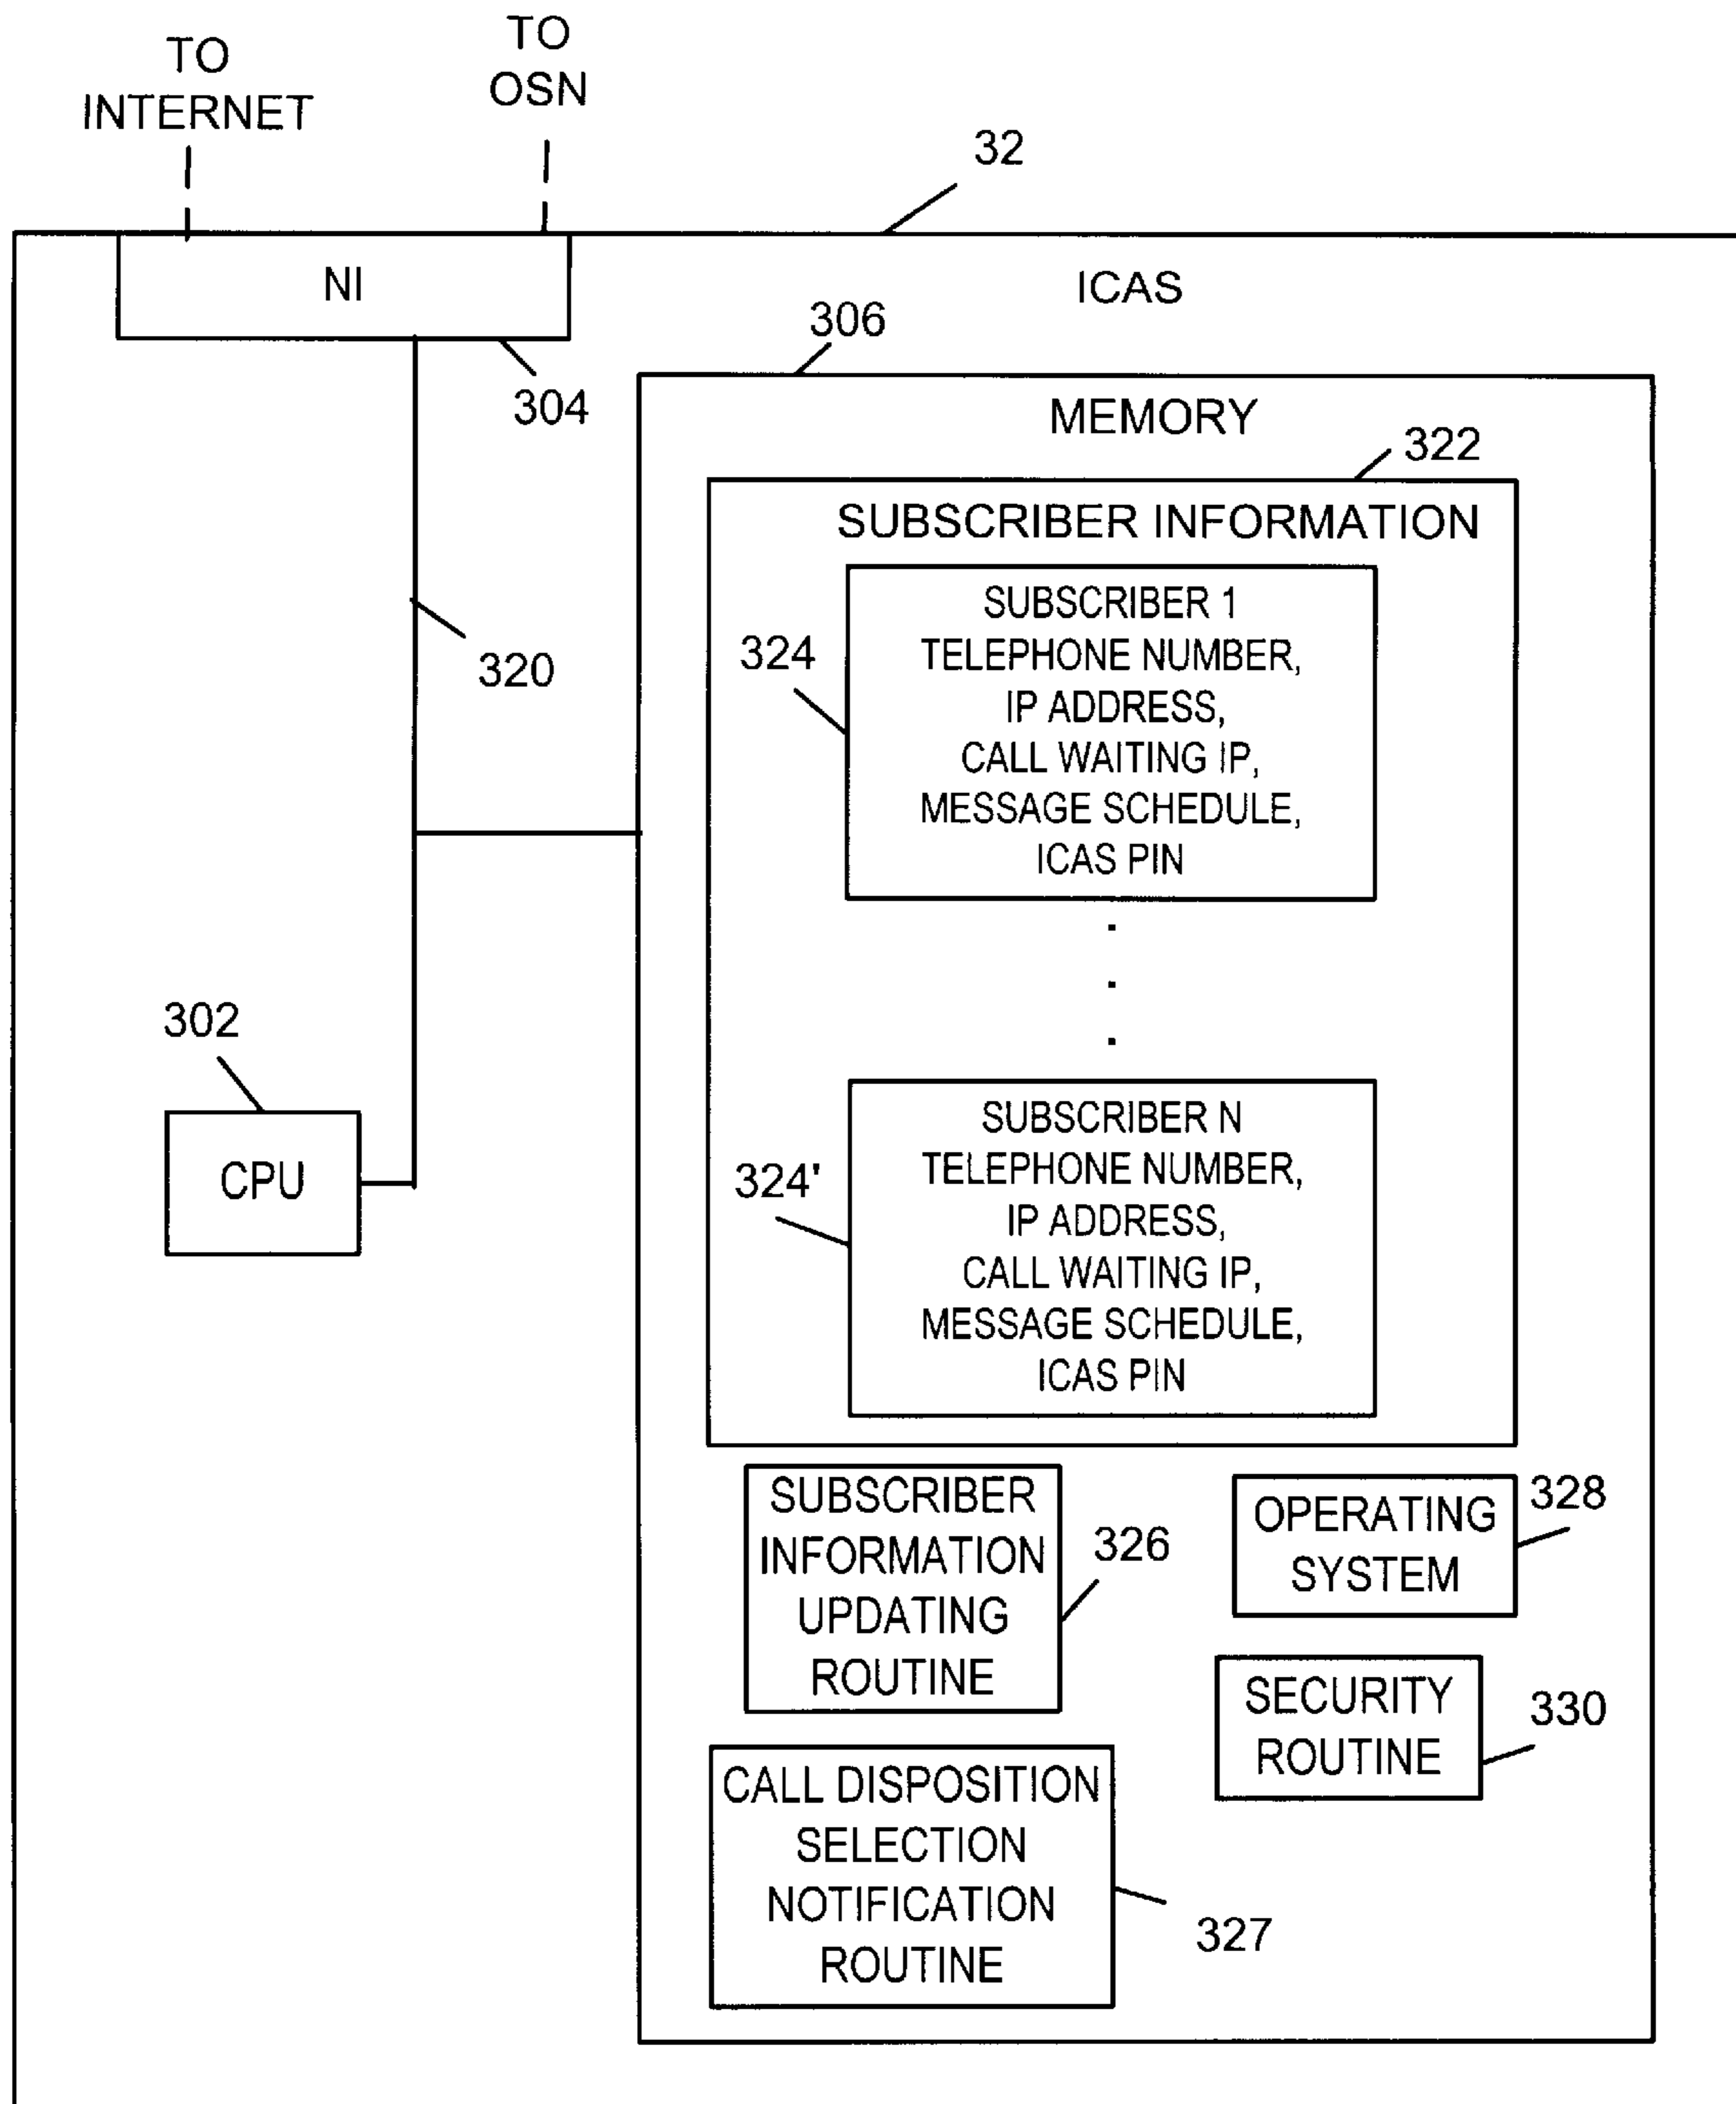 TO
INTERNET
TO
OSN
32
NI
ICAS
304
306
MEMORY
322
SUBSCRIBER INFORMATION
320
324
SUBSCRIBER 1
TELEPHONE NUMBER,
IP ADDRESS,
CALL WAITING IP,
MESSAGE SCHEDULE,
ICAS PIN
.
.
.
302
CPU
324'
SUBSCRIBER N
TELEPHONE NUMBER,
IP ADDRESS,
CALL WAITING IP,
MESSAGE SCHEDULE,
ICAS PIN
SUBSCRIBER
INFORMATION
UPDATING
ROUTINE
326
OPERATING
SYSTEM
328
SECURITY
ROUTINE
330
CALL DISPOSITION
SELECTION
NOTIFICATION
ROUTINE
327